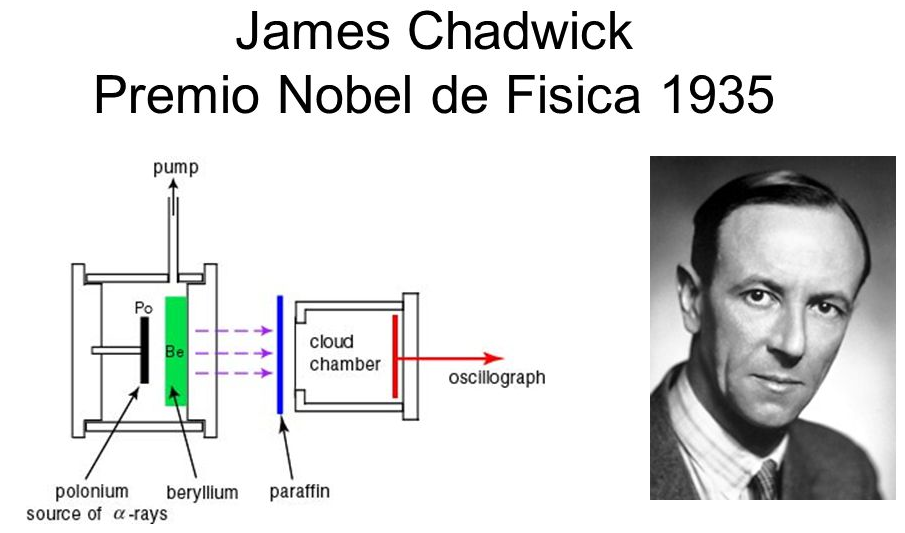 James Chadwick
Premio Nobel de Fisica 1935
pump
Po
Be
cloud
chamber
oscillograph
polonium
source of α-rays
beryllium
paraffin